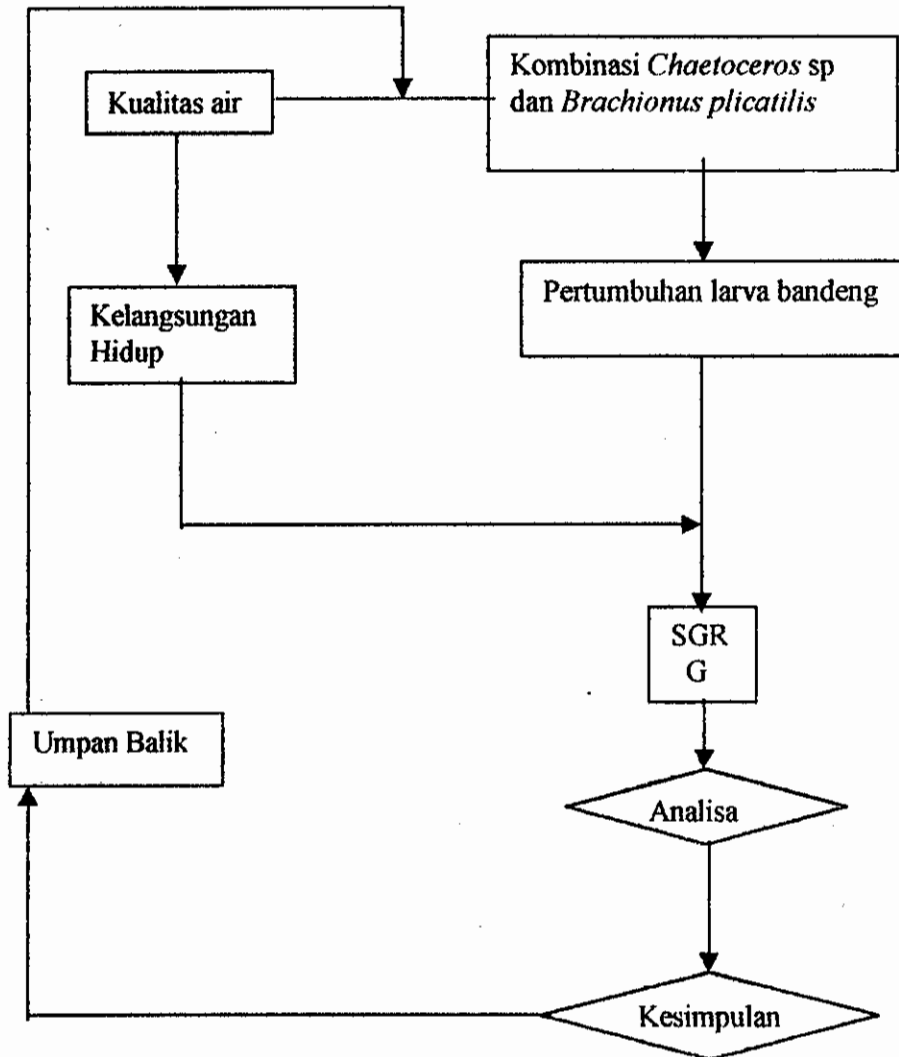 Kombinasi Chaetoceros sp
dan Brachionus plicatilis
Kualitas air
Pertumbuhan larva bandeng
Kelangsungan
Hidup
SGR
G
Umpan Balik
Analisa
Kesimpulan